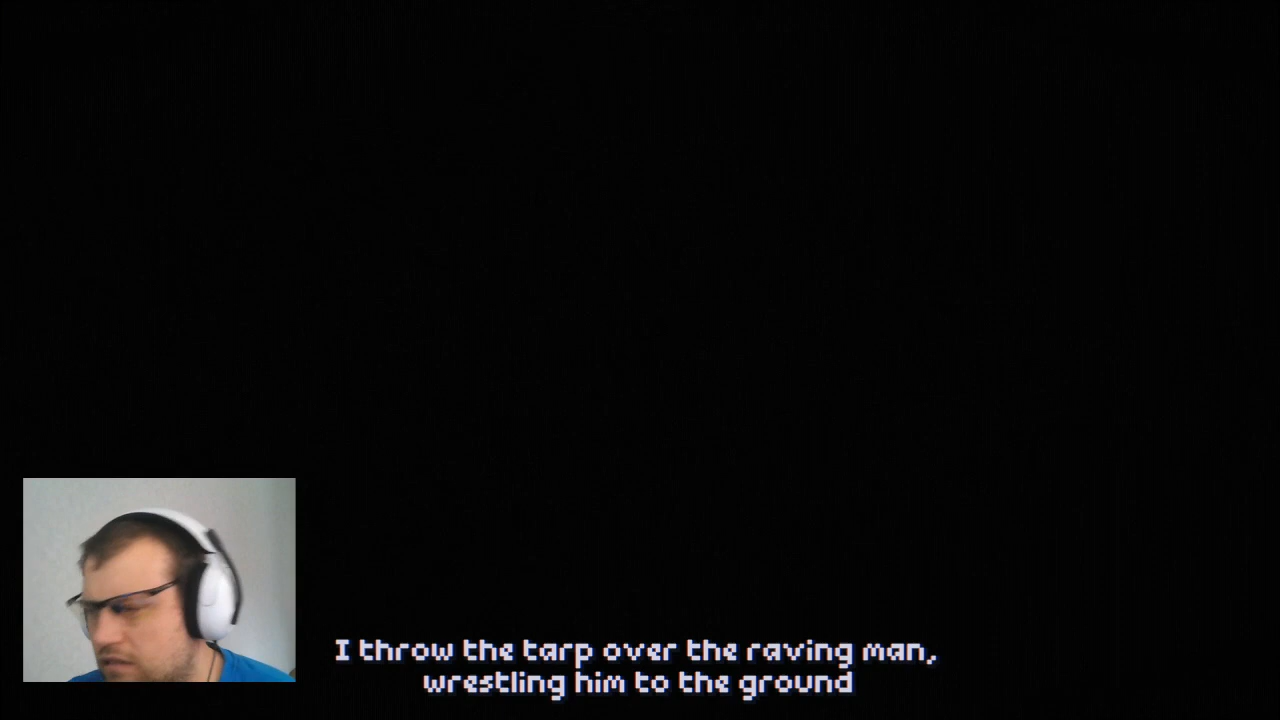 I throw the tarp over the raving man,
wrestling him to the ground